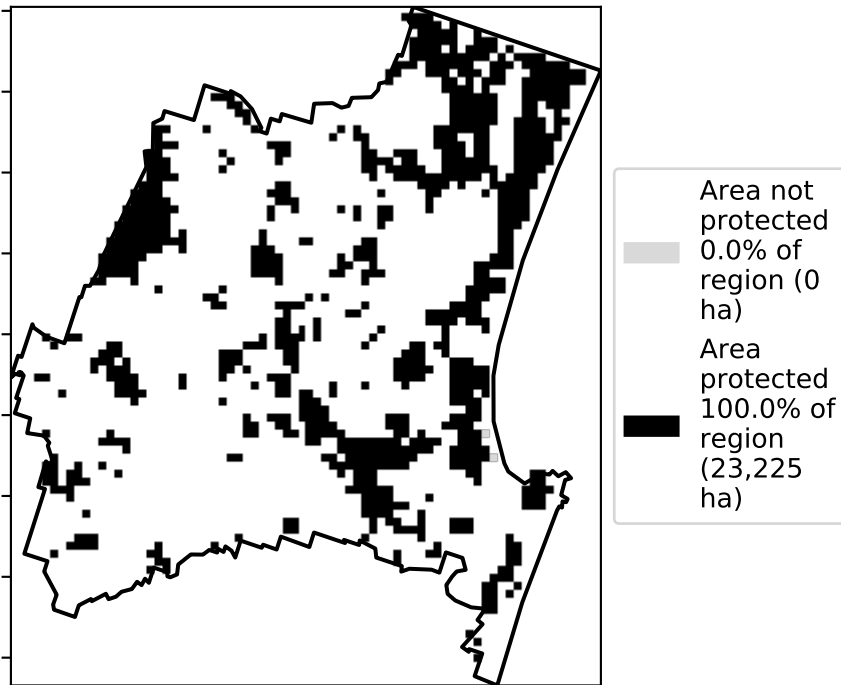 Area not
protected
0.0% of
region (0
ha)
Area
protected
100.0% of
region
(23,225
ha)